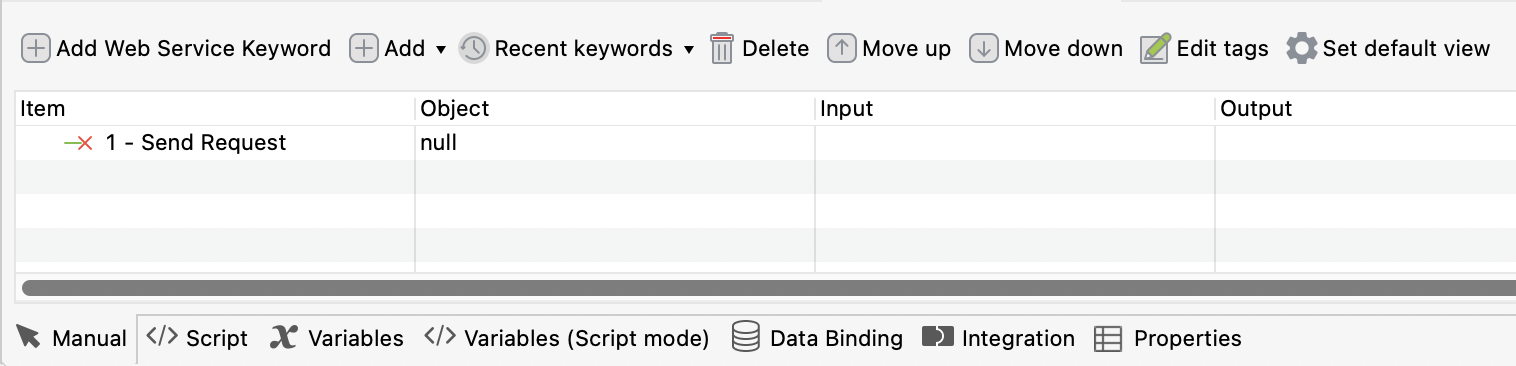 Add Web Service Keyword Add Recent keywords Delete Move up Move down Edit tags Set default view
Item Object Input Output
1 - Send Request null
Manual Script Variables Variables (Script mode) Data Binding Integration Properties